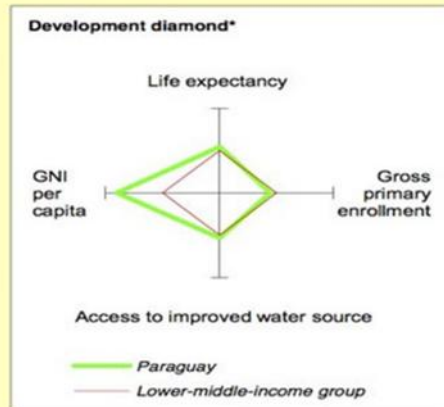 Development diamond*
Life expectancy
GNI
per
capita
Gross
primary
enrollment
Access to improved water source
Paraguay
Lower-middle-income group